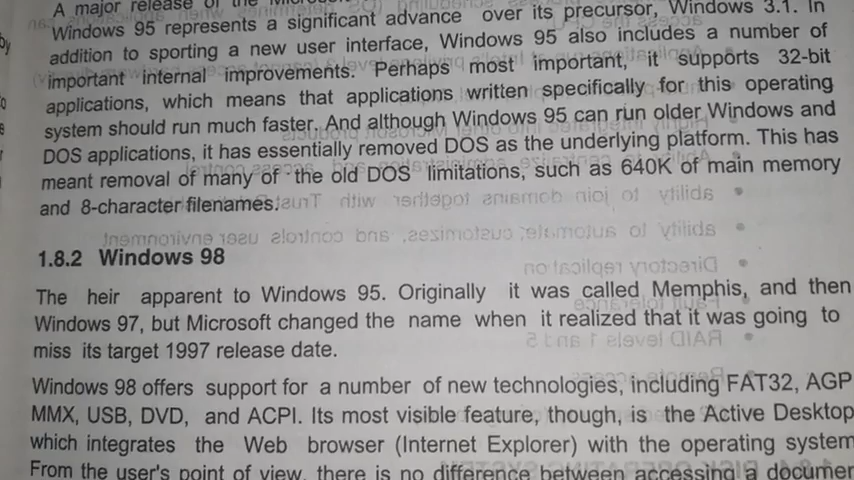 A major release of the
Windows 95 represents a significant advance over its precursor, Windows 3.1. In
addition to sporting a new user interface, Windows 95 also includes a number of
important internal improvements. Perhaps most important, it supports 32-bit
applications, which means that applications written specifically for this operating
system should run much faster. And although Windows 95 can run older Windows and
DOS applications, it has essentially removed DOS as the underlying platform. This has
meant removal of many of the old DOS limitations, such as 640K of main memory
and 8-character filenames.
1.8.2 Windows 98
The heir apparent to Windows 95. Originally it was called Memphis, and then
Windows 97, but Microsoft changed the name when it realized that it was going to
miss its target 1997 release date.
Windows 98 offers support for a number of new technologies, including FAT32, AGP
MMX, USB, DVD, and ACPI. Its most visible feature, though, is the Active Desktop
which integrates the Web browser (Internet Explorer) with the operating system
From the user's point of view, there is no difference between accessing a